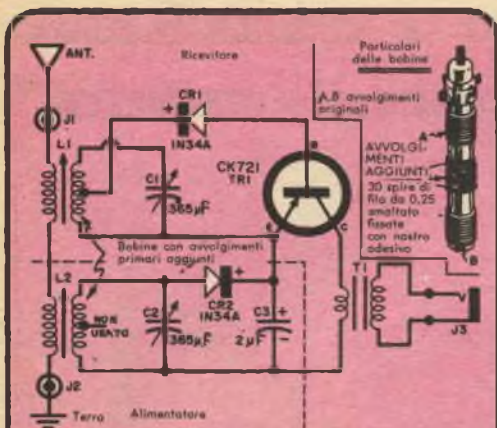 ANT.
Ricevitore
Particolari
delle bobine
J1
CR1
+
1N34A
A,B avvolgimenti
originali
CK721
TR1
A
AVVOLGI-
MENTI
AGGIUNTI
30 spire di
filo da 0,25
smaltato
fissate
con nastro
adesivo
B
L1
C1
365μμF
B
E
C
Bobine con avvolgimenti
primari aggiunti
T1
L2
NON
USATO
C2
365μμF
CR2
1N34A
+
C3
+
2μF
-
J3
J2
Terra
Alimentatore